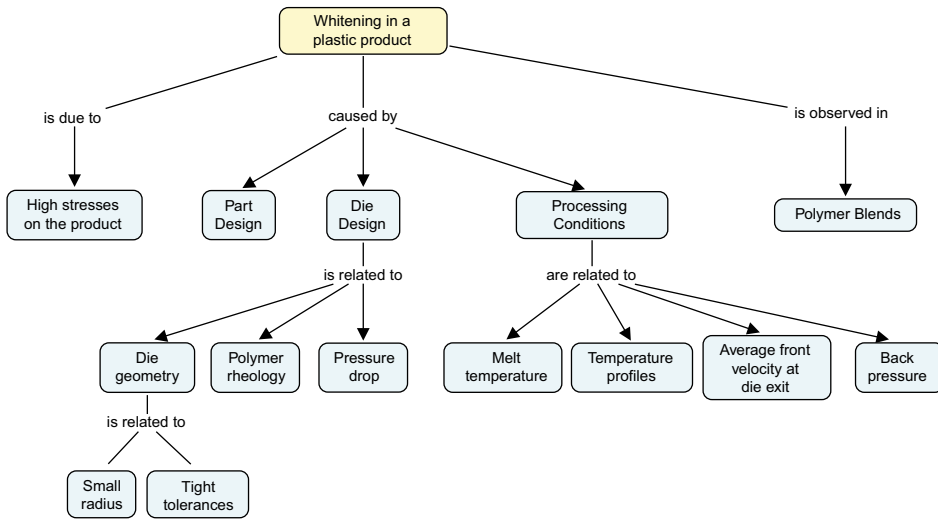 Whitening in a
plastic product
is due to
caused by
is observed in
High stresses
on the product
Part
Design
Die
Design
Processing
Conditions
Polymer Blends
is related to
are related to
Die
geometry
Polymer
rheology
Pressure
drop
Melt
temperature
Temperature
profiles
Average front
velocity at
die exit
Back
pressure
is related to
Small
radius
Tight
tolerances